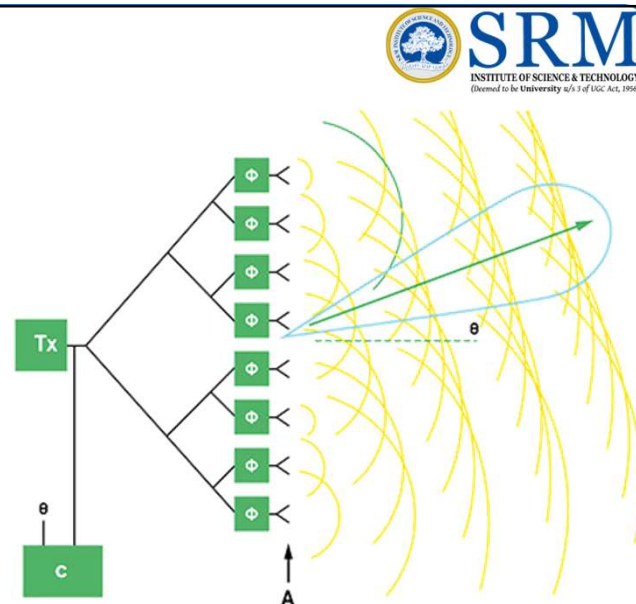 SRM
INSTITUTE OF SCIENCE & TECHNOLOGY
(Deemed to be University u/s 3 of UGC Act, 1956
Φ
Φ
Φ
Φ
Tx
θ
Φ
Φ
Φ
Φ
θ
C
A